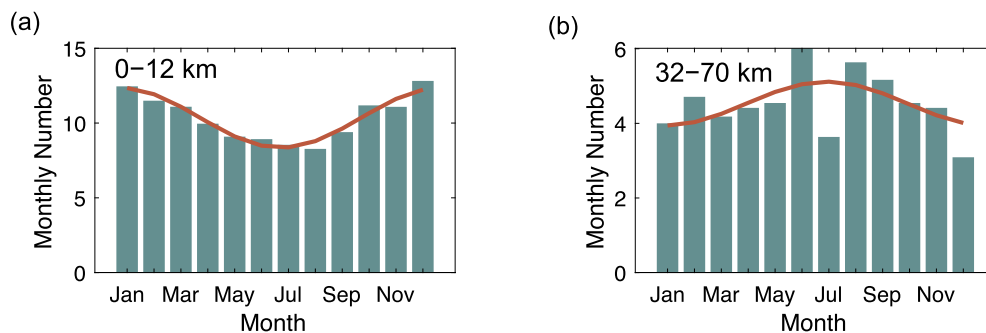 (a)
0−12 km
15
10
5
0
Monthly Number
Jan Mar May Jul Sep Nov
Month
(b)
32−70 km
6
4
2
0
Monthly Number
Jan Mar May Jul Sep Nov
Month